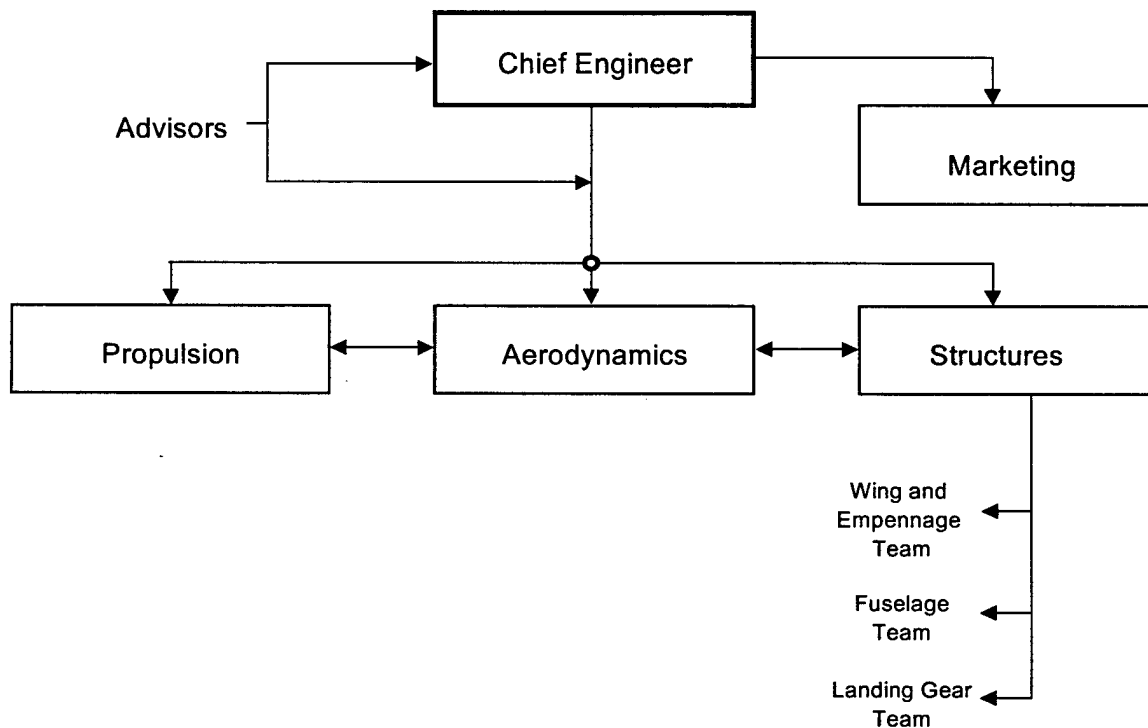 Chief Engineer
Advisors
Marketing
Propulsion
Aerodynamics
Structures
Wing and
Empennage
Team
Fuselage
Team
Landing Gear
Team